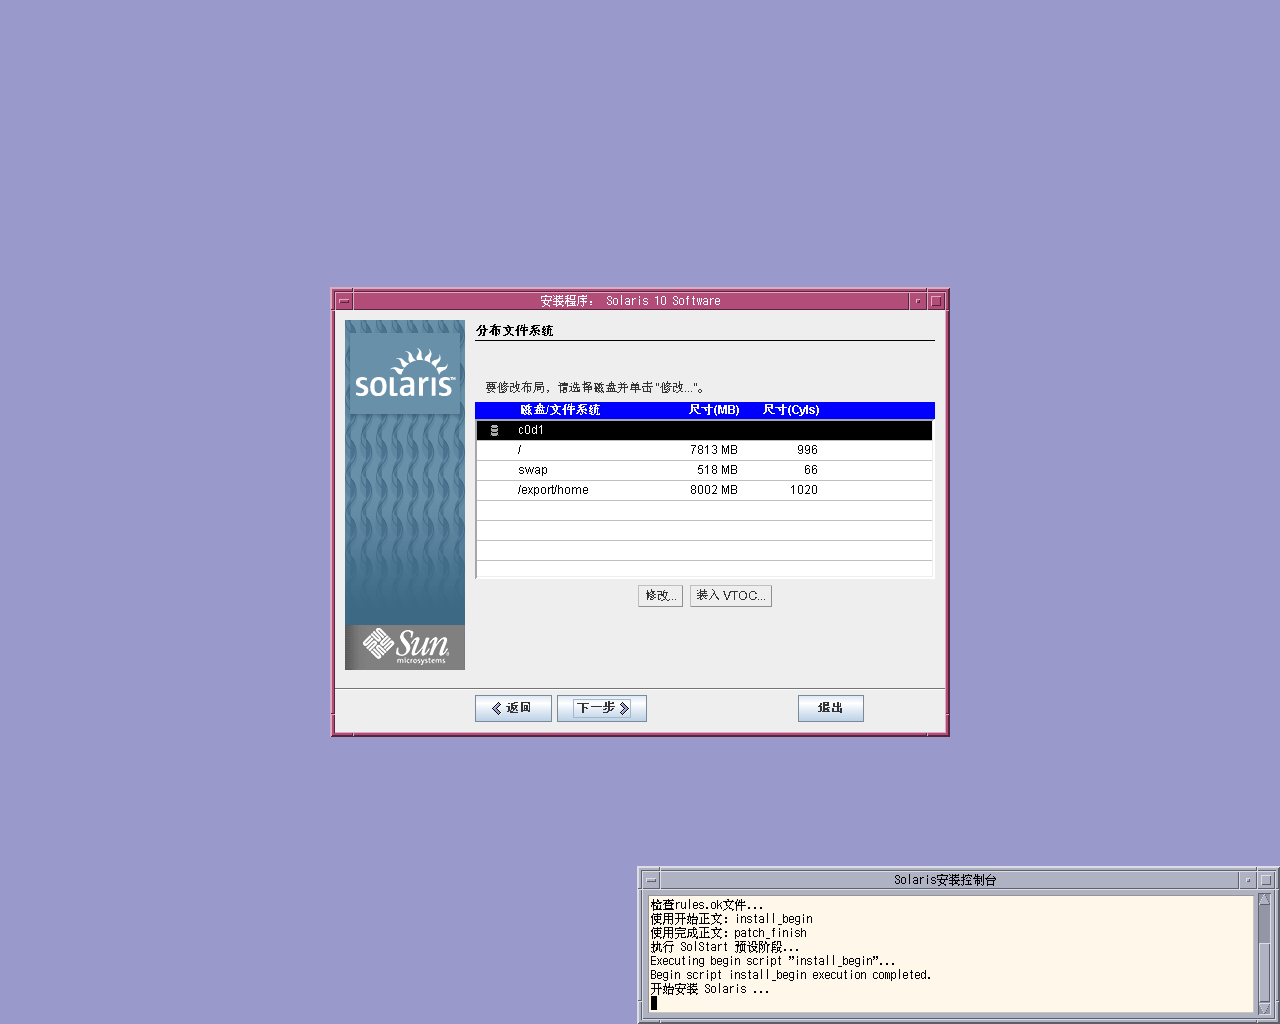 安装程序： Solaris 10 Software
solaris™
分布文件系统
要修改布局，请选择磁盘并单击“修改...”。
磁盘/文件系统 尺寸(MB) 尺寸(Cyls)
c0d1
/ 7813 MB 996
swap 518 MB 66
/export/home 8002 MB 1020
修改... 装入 VTOC...
Sun
microsystems
返回 下一步 退出
Solaris安装控制台
检查rules.ok文件...
使用开始正文：install_begin
使用完成正文：patch_finish
执行 SolStart 预设阶段...
Executing begin script "install_begin"...
Begin script install_begin execution completed.
开始安装 Solaris ...